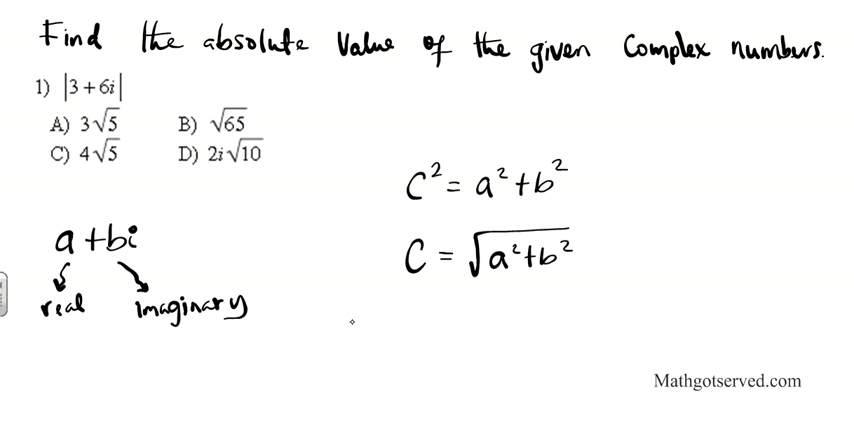 Find the absolute Value of the given Complex numbers.
1) |3 + 6i|
A) 3√5 B) √65
C) 4√5 D) 2i√10
C² = a² + b²
a + bi
C = √a² + b²
real imaginary
Mathgotserved.com